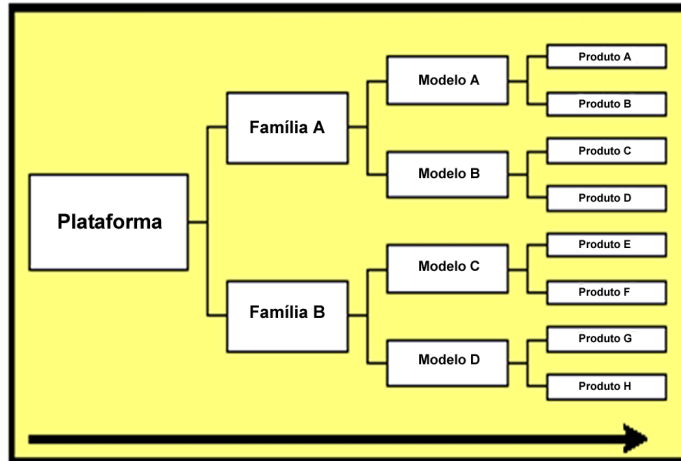 Plataforma
Família A
Família B
Modelo A
Modelo B
Modelo C
Modelo D
Produto A
Produto B
Produto C
Produto D
Produto E
Produto F
Produto G
Produto H